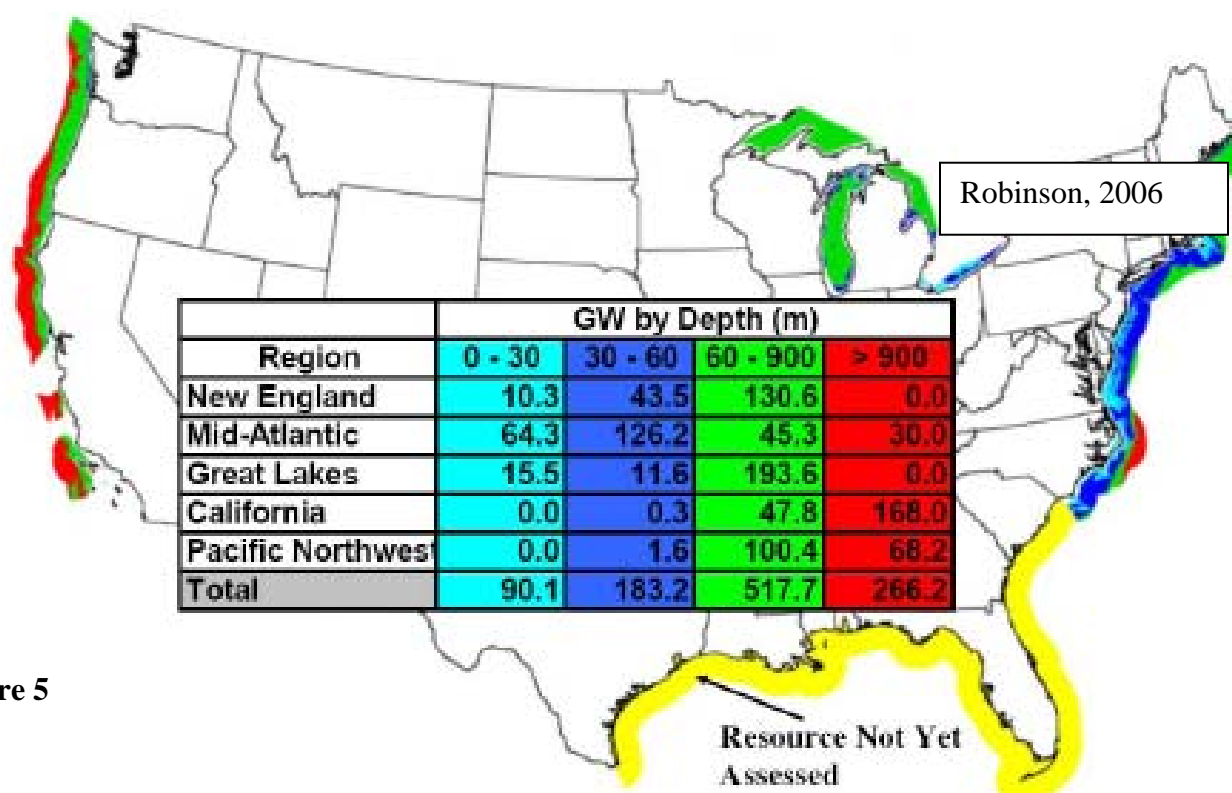 Robinson, 2006
GW by Depth (m)
Region 0 - 30 30 - 60 60 - 900 > 900
New England 10.3 43.5 130.6 0.0
Mid-Atlantic 64.3 126.2 45.3 30.0
Great Lakes 15.5 11.6 193.6 0.0
California 0.0 0.3 47.8 168.0
Pacific Northwest 0.0 1.6 100.4 68.2
Total 90.1 183.2 517.7 266.2
re 5
Resource Not Yet
Assessed